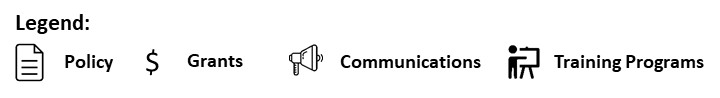 Legend:
Policy $ Grants Communications Training Programs